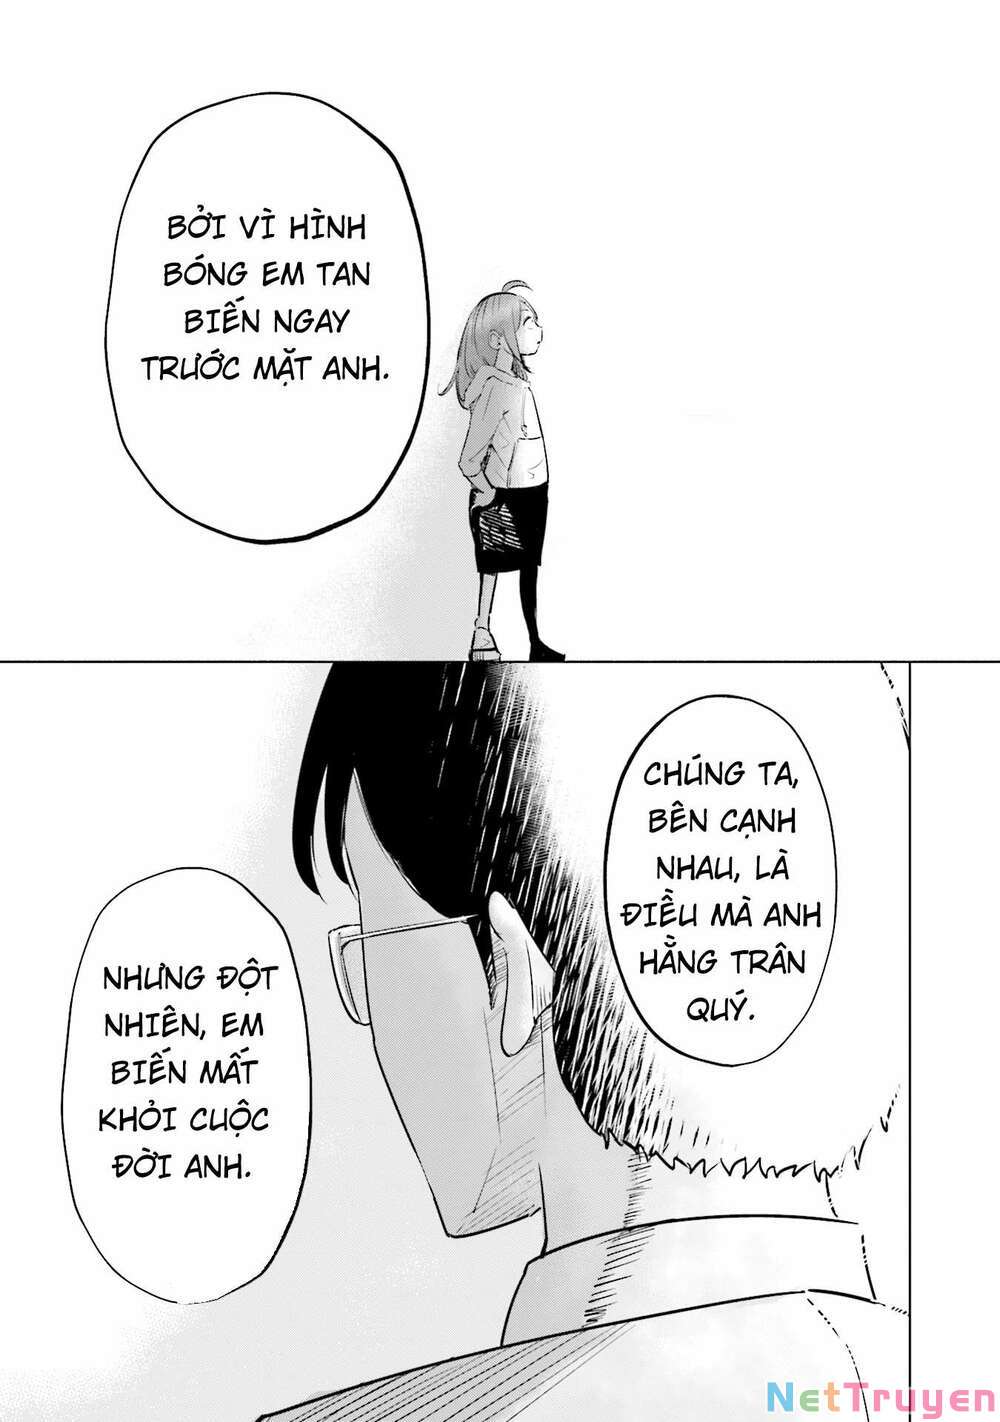 BỞI VÌ HÌNH
BÓNG EM TAN
BIẾN NGAY
TRƯỚC MẶT ANH.
CHÚNG TA,
BÊN CẠNH
NHAU, LÀ
ĐIỀU MÀ ANH
HẰNG TRÂN
QUÝ.
NHƯNG ĐỘT
NHIÊN, EM
BIẾN MẤT
KHỎI CUỘC
ĐỜI ANH.
NetTruyen